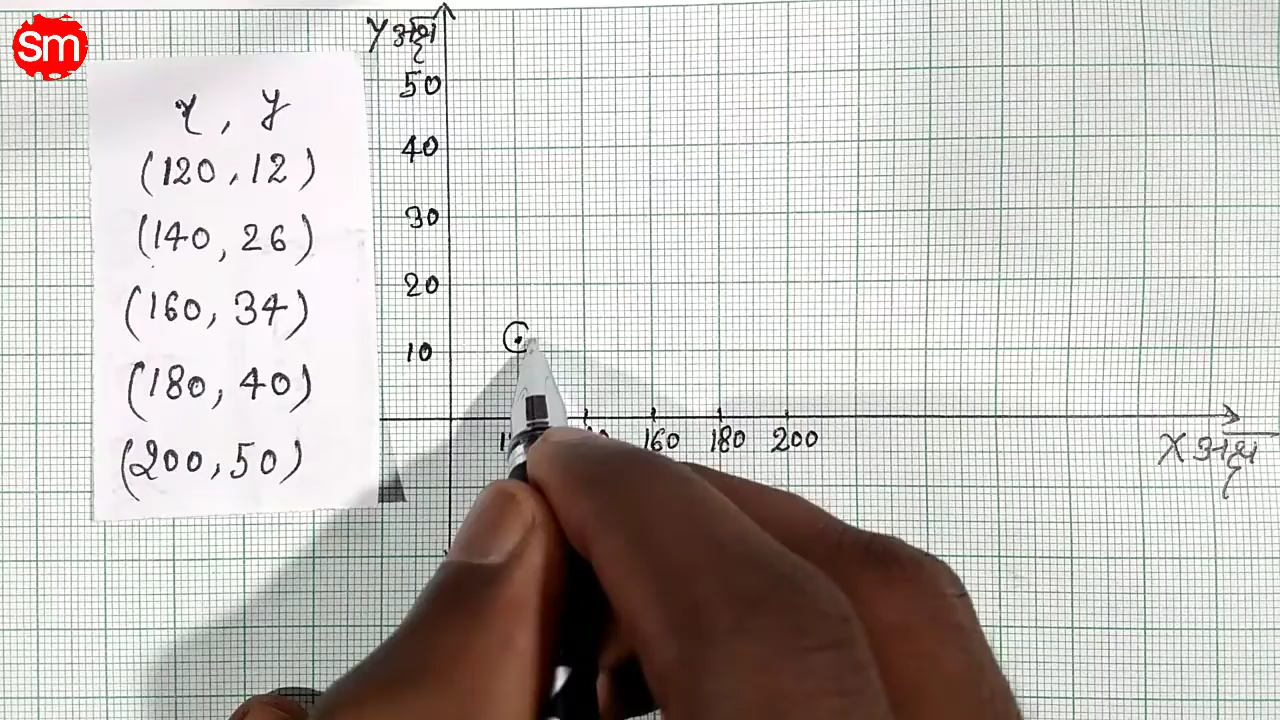 Sm
Y अक्ष
50
40
30
20
10
x, y
(120, 12)
(140, 26)
(160, 34)
(180, 40)
(200, 50)
160 180 200
X अक्ष